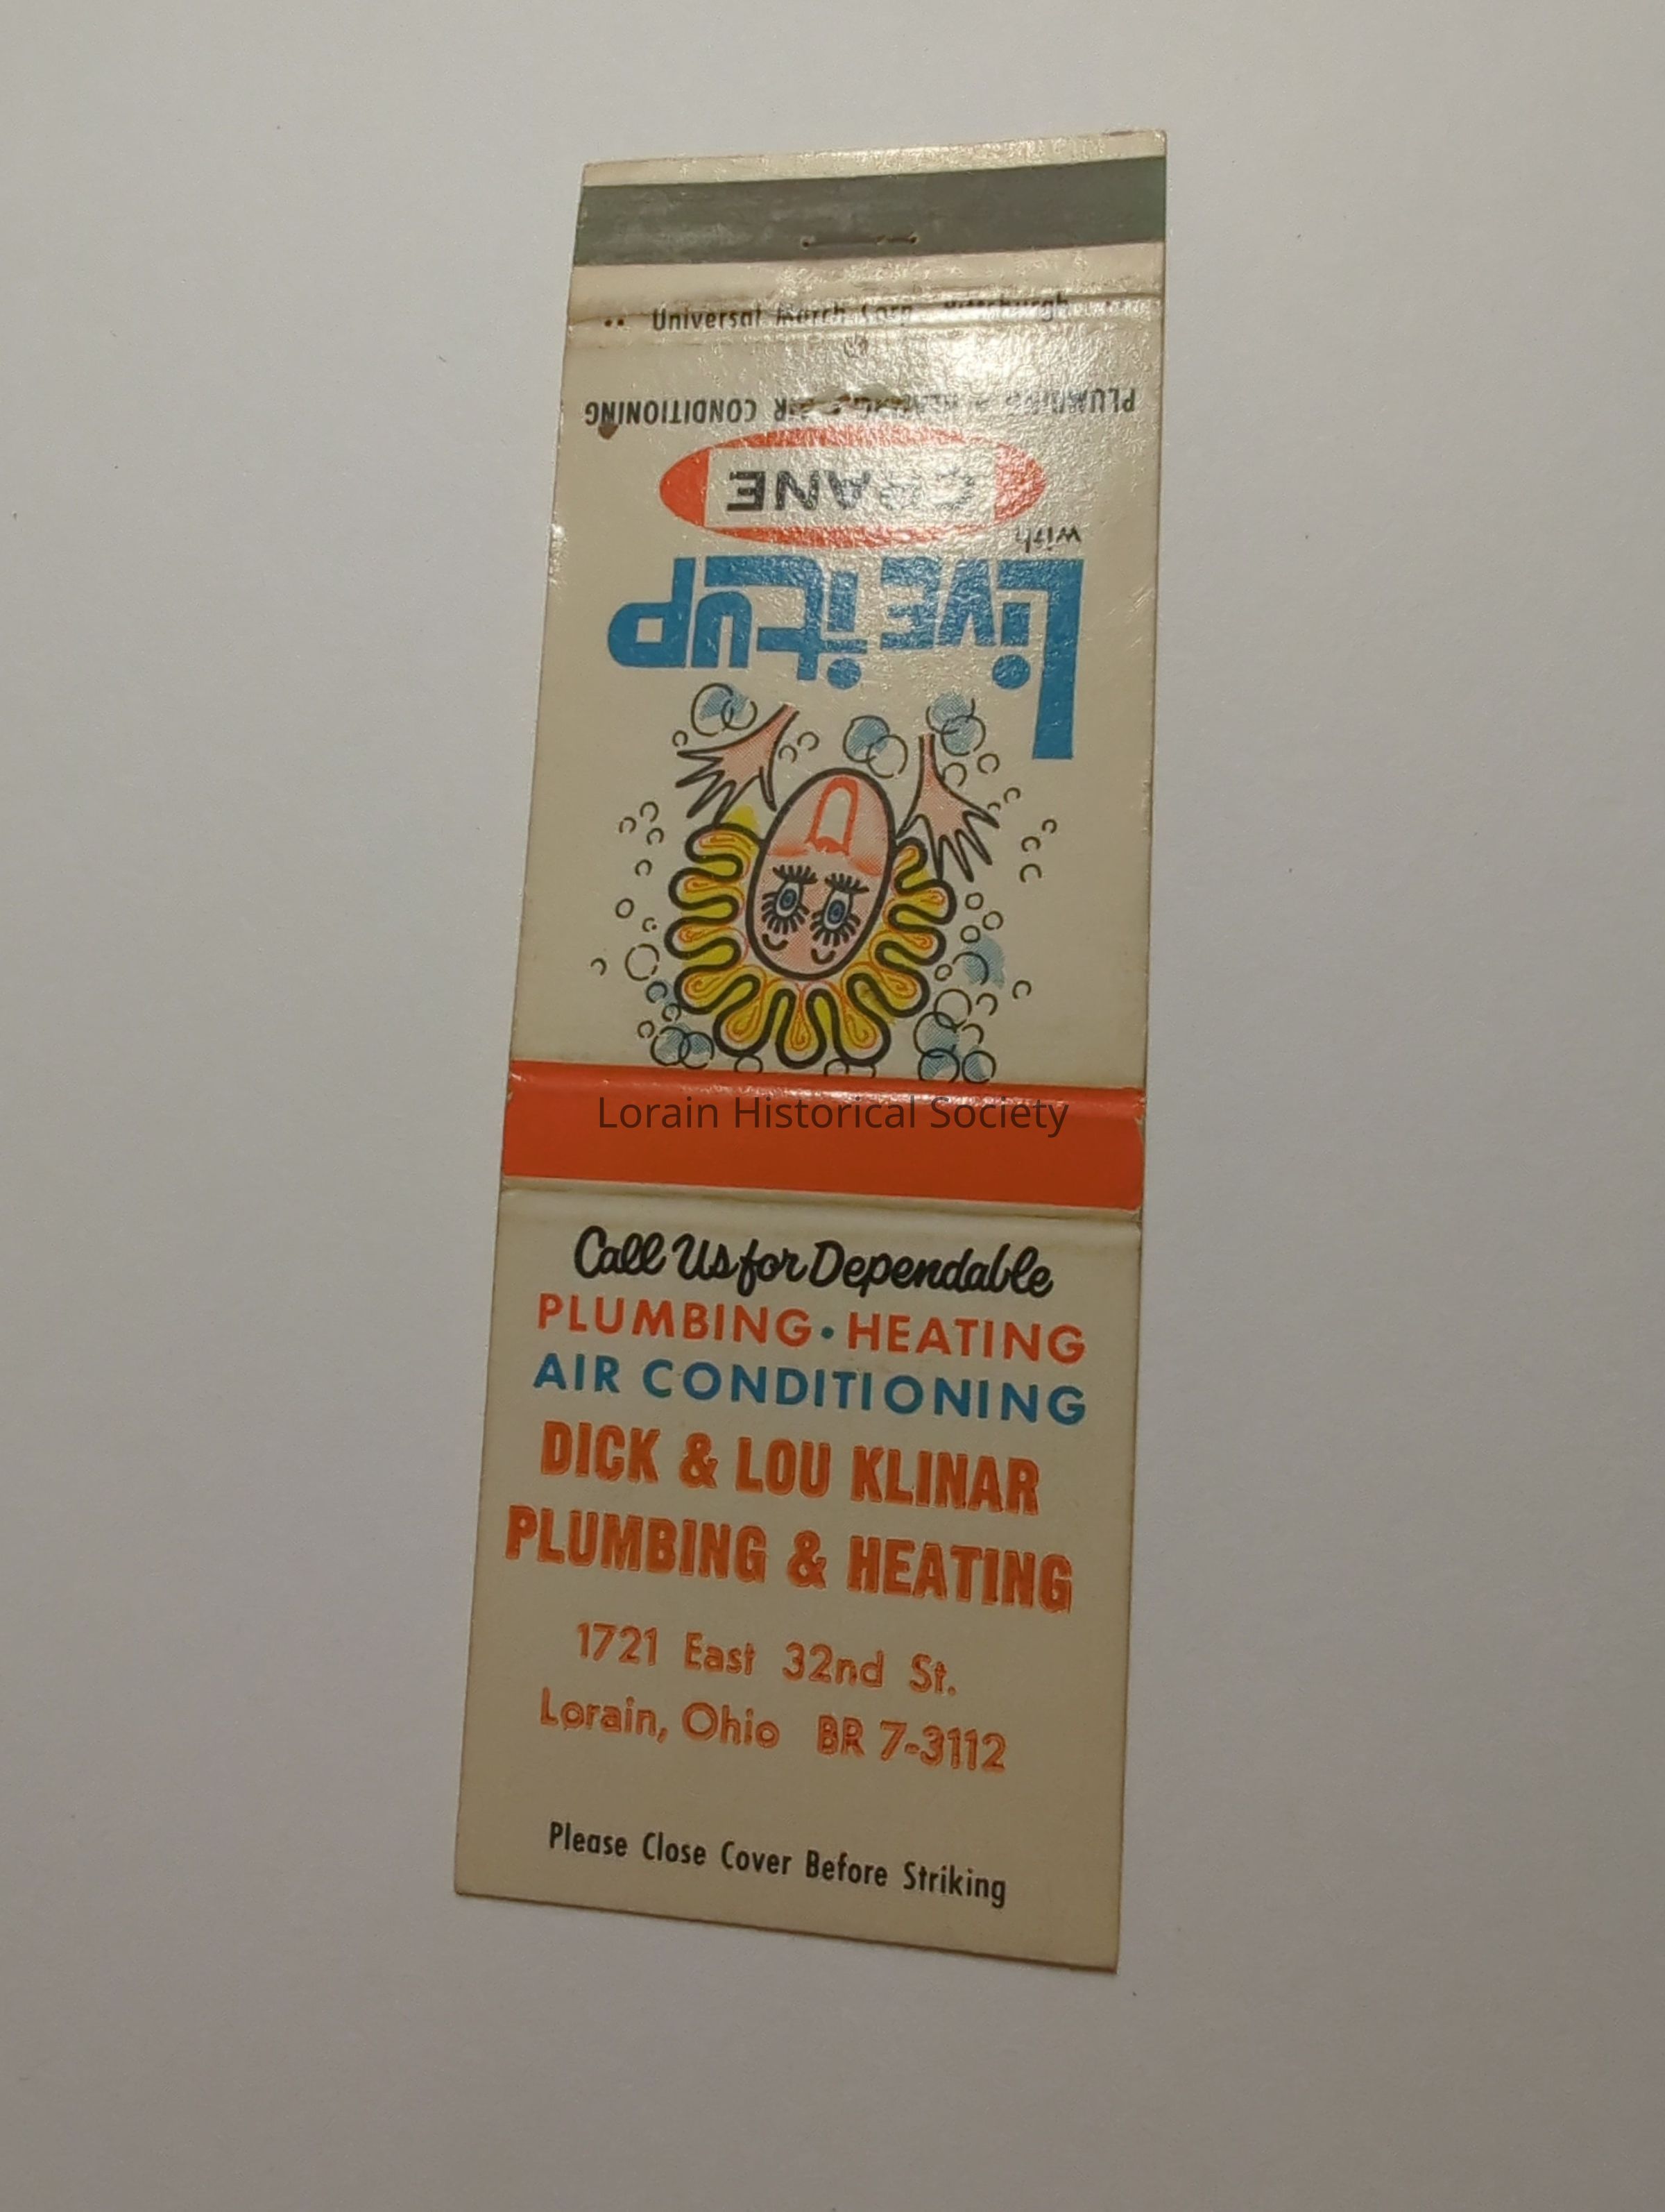 Universal Match Corp., Pittsburgh
Live it up
with
CRANE
PLUMBING • HEATING • AIR CONDITIONING
Lorain Historical Society
Call Us for Dependable
PLUMBING • HEATING
AIR CONDITIONING
DICK & LOU KLINAR
PLUMBING & HEATING
1721 East 32nd St.
Lorain, Ohio BR 7-3112
Please Close Cover Before Striking